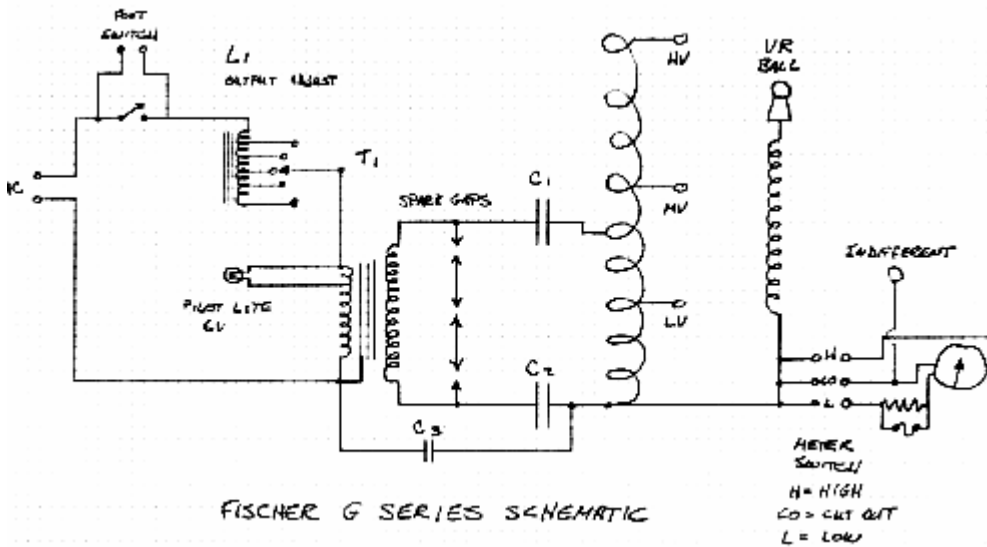 FOOT
SWITCH
L1
OUTPUT ADJUST
T1
SPARK GAPS
C1
HV
MV
LV
VR
BALL
INDIFFERENT
PILOT LITE
6V
C2
C3
H
CO
L
METER
SWITCH
H = HIGH
CO = CUT OUT
L = LOW
FISCHER G SERIES SCHEMATIC